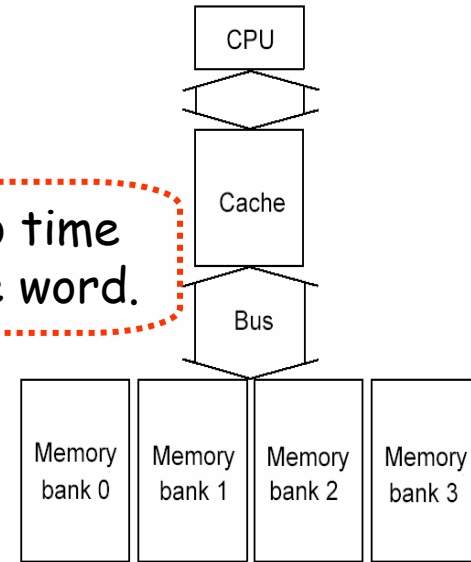 CPU
Cache
time
word.
Bus
Memory
bank 0
Memory
bank 1
Memory
bank 2
Memory
bank 3